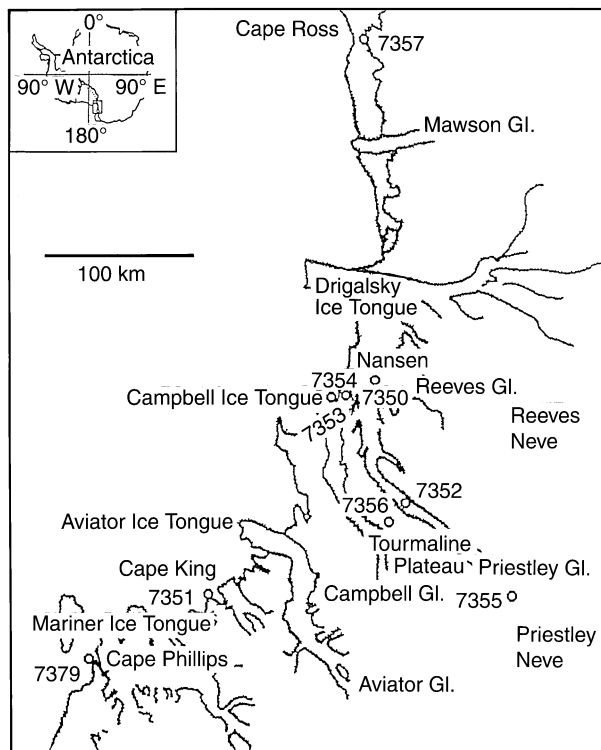 0°
Antarctica
90° W
90° E
180°
Cape Ross
7357
Mawson Gl.
100 km
Drigalsky
Ice Tongue
Nansen
7354
Reeves Gl.
Campbell Ice Tongue
7350
7353
Reeves
Neve
7352
7356
Aviator Ice Tongue
Tourmaline
Plateau
Priestley Gl.
Cape King
7351
Campbell Gl.
7355
Mariner Ice Tongue
Priestley
Neve
Cape Phillips
7379
Aviator Gl.